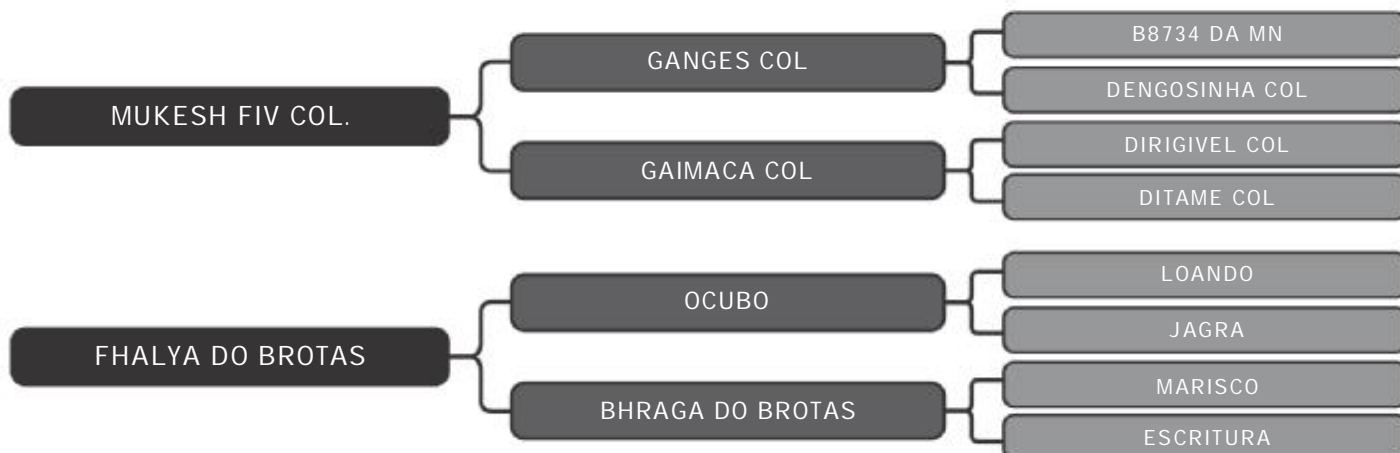 MUKESH FIV COL.
GANGES COL
B8734 DA MN
DENGOSINHA COL
GAIMACA COL
DIRIGIVEL COL
DITAME COL
FHALYA DO BROTAS
OCUBO
LOANDO
JAGRA
BHRAGA DO BROTAS
MARISCO
ESCRITURA